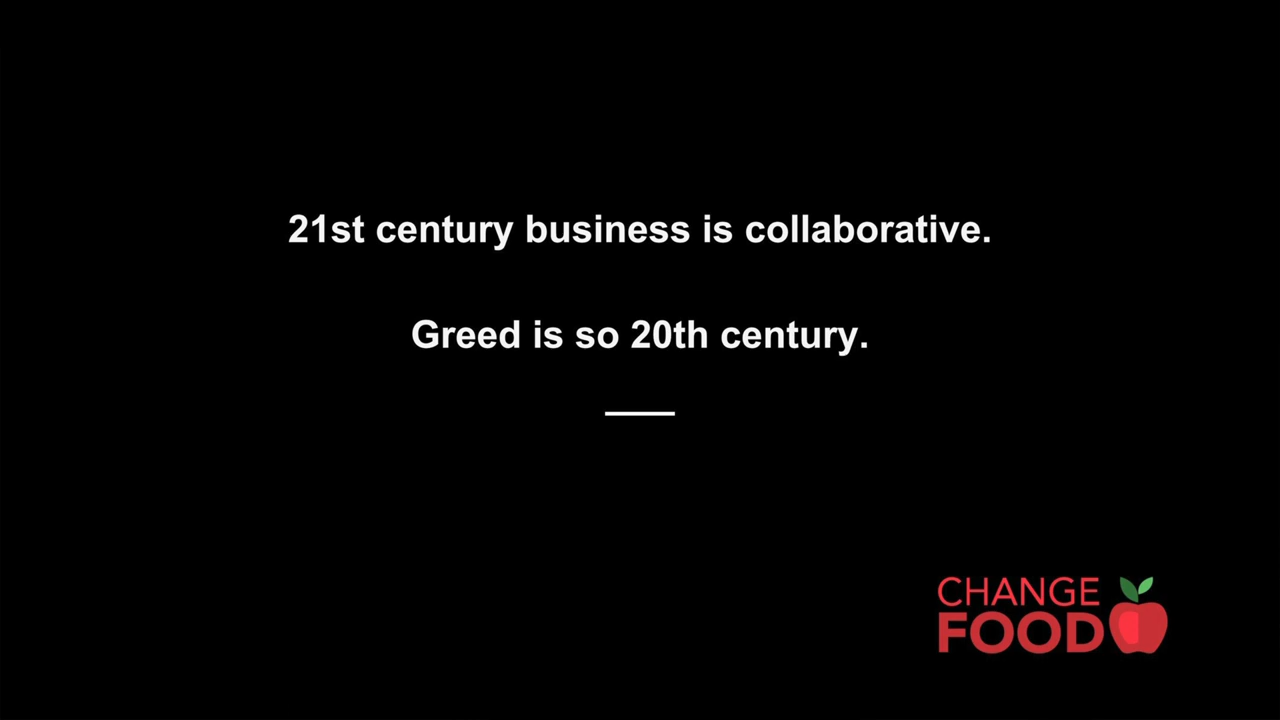 21st century business is collaborative.
Greed is so 20th century.
CHANGE
FOOD